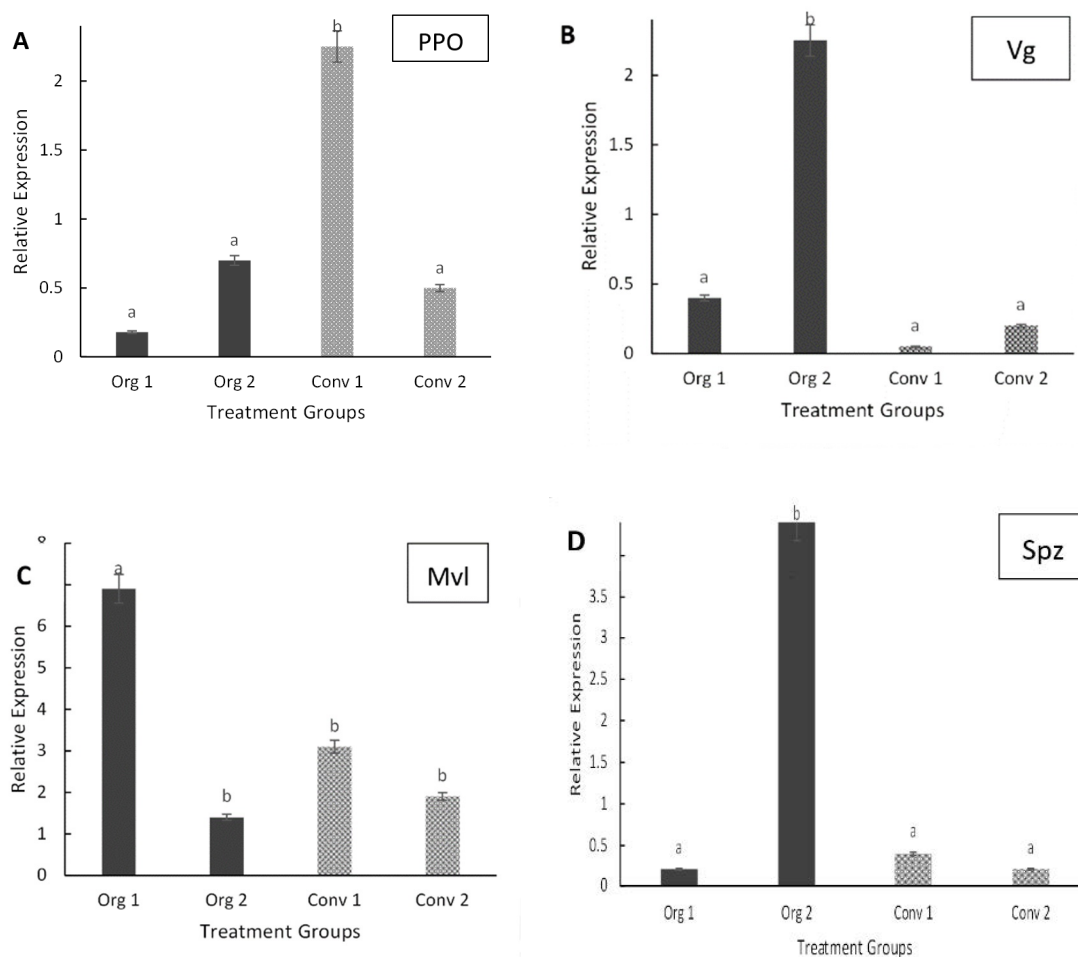 A
PPO
Relative Expression
2
1.5
1
0.5
0
a
a
b
a
Org 1 Org 2 Conv 1 Conv 2
Treatment Groups
B
Vg
Relative Expression
2
1.5
1
0.5
0
a
b
a
a
Org 1 Org 2 Conv 1 Conv 2
Treatment Groups
C
Mvl
Relative Expression
6
5
4
3
2
1
0
a
b
b
b
Org 1 Org 2 Conv 1 Conv 2
Treatment Groups
D
Spz
Relative Expression
3.5
3
2.5
2
1.5
1
0.5
0
a
b
a
a
Org 1 Org 2 Conv 1 Conv 2
Treatment Groups